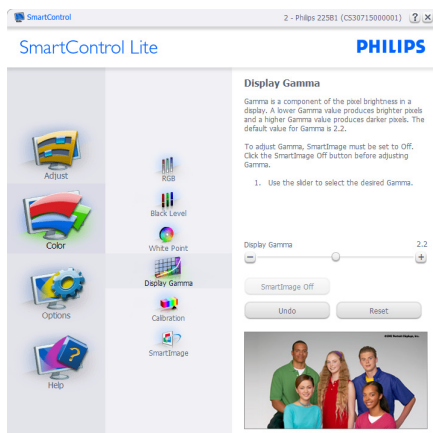 SmartControl
2 - Philips 225B1 (CS30715000001)
? X
SmartControl Lite
PHILIPS
Adjust
Color
Options
Help
RGB
Black Level
White Point
Display Gamma
Calibration
SmartImage
Display Gamma
Gamma is a component of the pixel brightness in a
display. A lower Gamma value produces brighter pixels
and a higher Gamma value produces darker pixels. The
default value for Gamma is 2.2.
To adjust Gamma, SmartImage must be set to Off.
Click the SmartImage Off button before adjusting
Gamma.
1. Use the slider to select the desired Gamma.
Display Gamma 2.2
SmartImage Off
Undo Reset